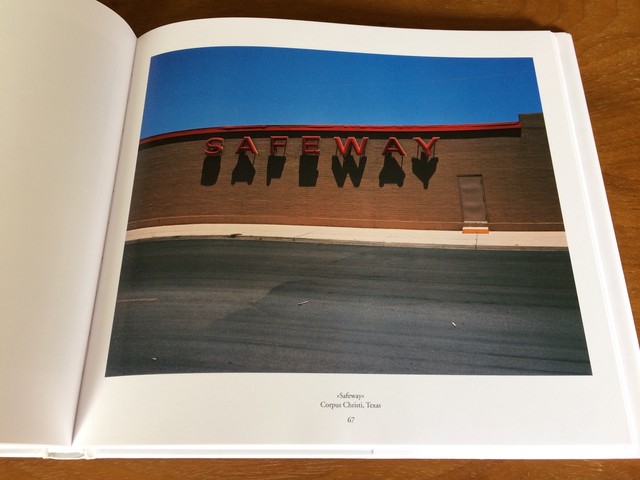 SAFEWAY
»Safeway«
Corpus Christi, Texas
67